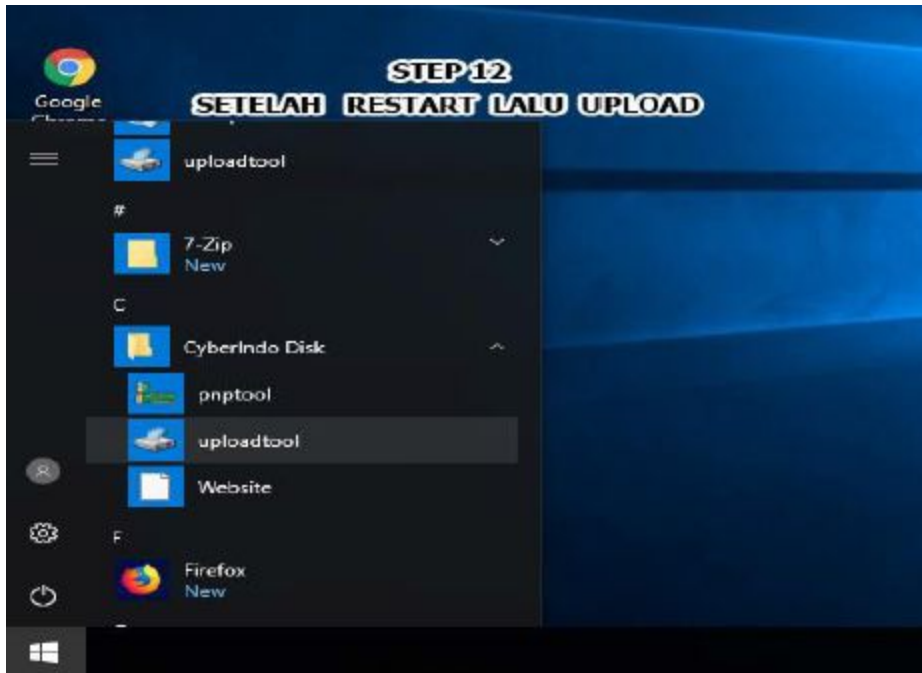 STEP 12
SETELAH RESTART LALU UPLOAD
Google
uploadtool
#
7-Zip
New
C
CyberIndo Disk
pnptool
uploadtool
Website
F
Firefox
New